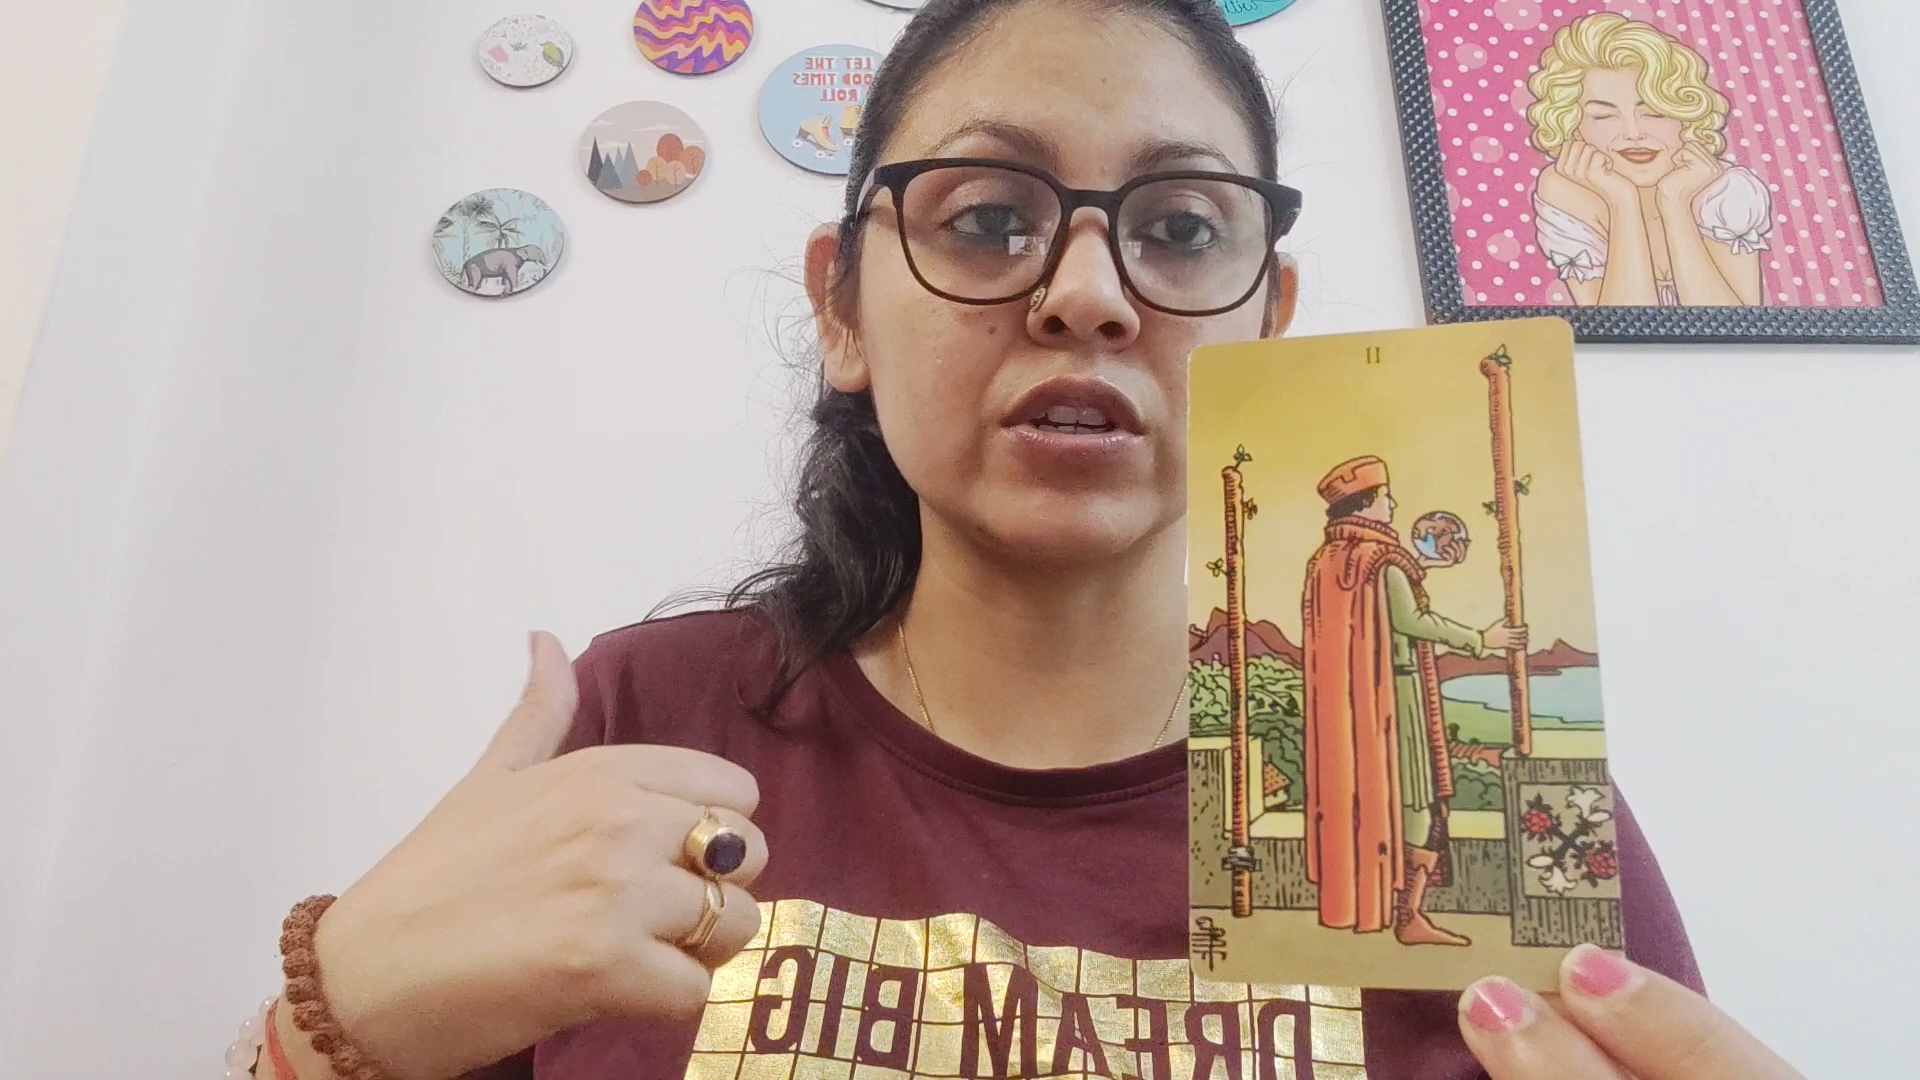 LET THE
GOOD TIMES
ROLL
II
DREAM BIG